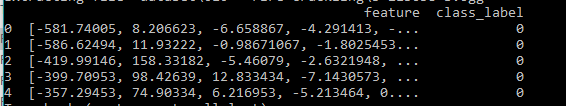 feature class_label
0 [-581.74005, 8.206623, -6.658867, -4.291413, -... 0
1 [-586.62494, 11.93222, -0.98671067, -1.8025453... 0
2 [-419.99146, 158.33182, -5.46079, -2.6321948, ... 0
3 [-399.70953, 98.42639, 12.833434, -7.1430573, ... 0
4 [-357.29453, 74.90334, 6.216953, -5.213464, 0.... 0